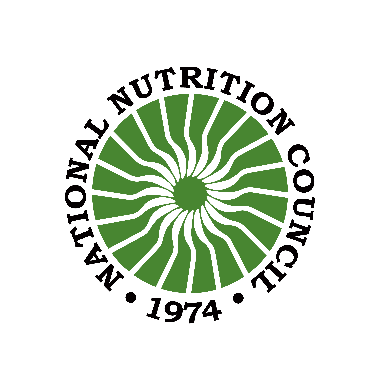 NATIONAL NUTRITION COUNCIL
• 1974 •